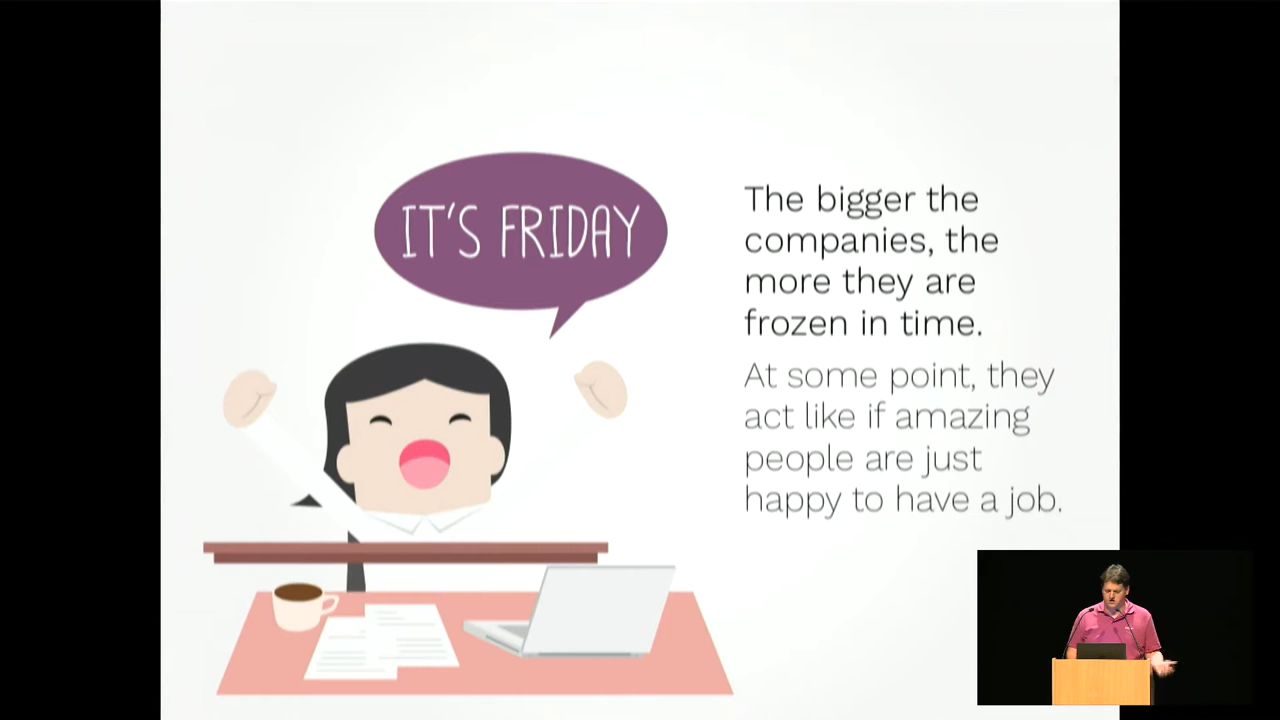 IT'S FRIDAY
The bigger the
companies, the
more they are
frozen in time.
At some point, they
act like if amazing
people are just
happy to have a job.